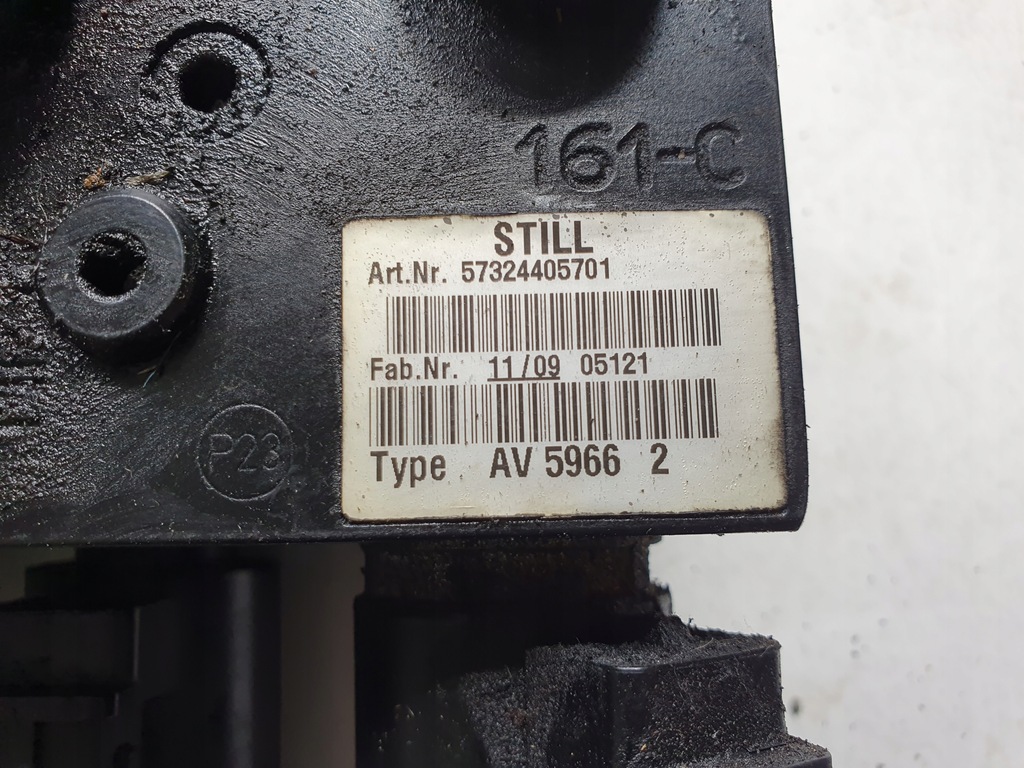 161-C
STILL
Art.Nr. 57324405701
Fab.Nr. 11/09 05121
Type AV 5966 2
P23